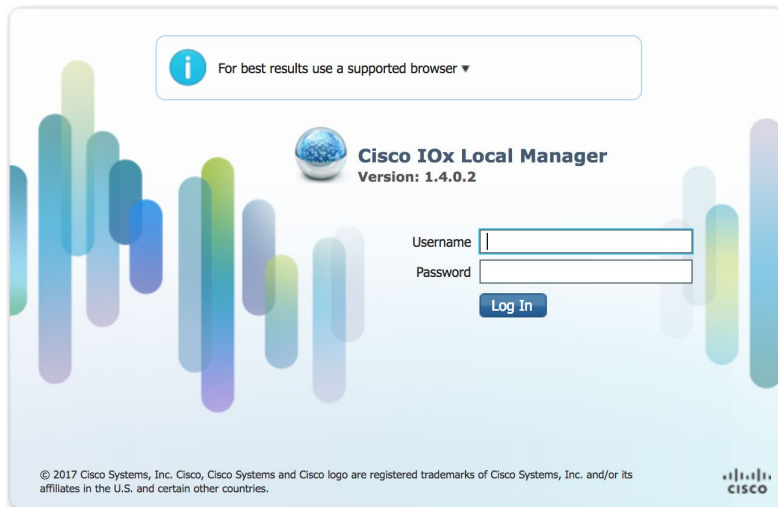 For best results use a supported browser ▼
Cisco IOx Local Manager
Version: 1.4.0.2
Username
Password
Log In
© 2017 Cisco Systems, Inc. Cisco, Cisco Systems and Cisco logo are registered trademarks of Cisco Systems, Inc. and/or its
affiliates in the U.S. and certain other countries.
CISCO